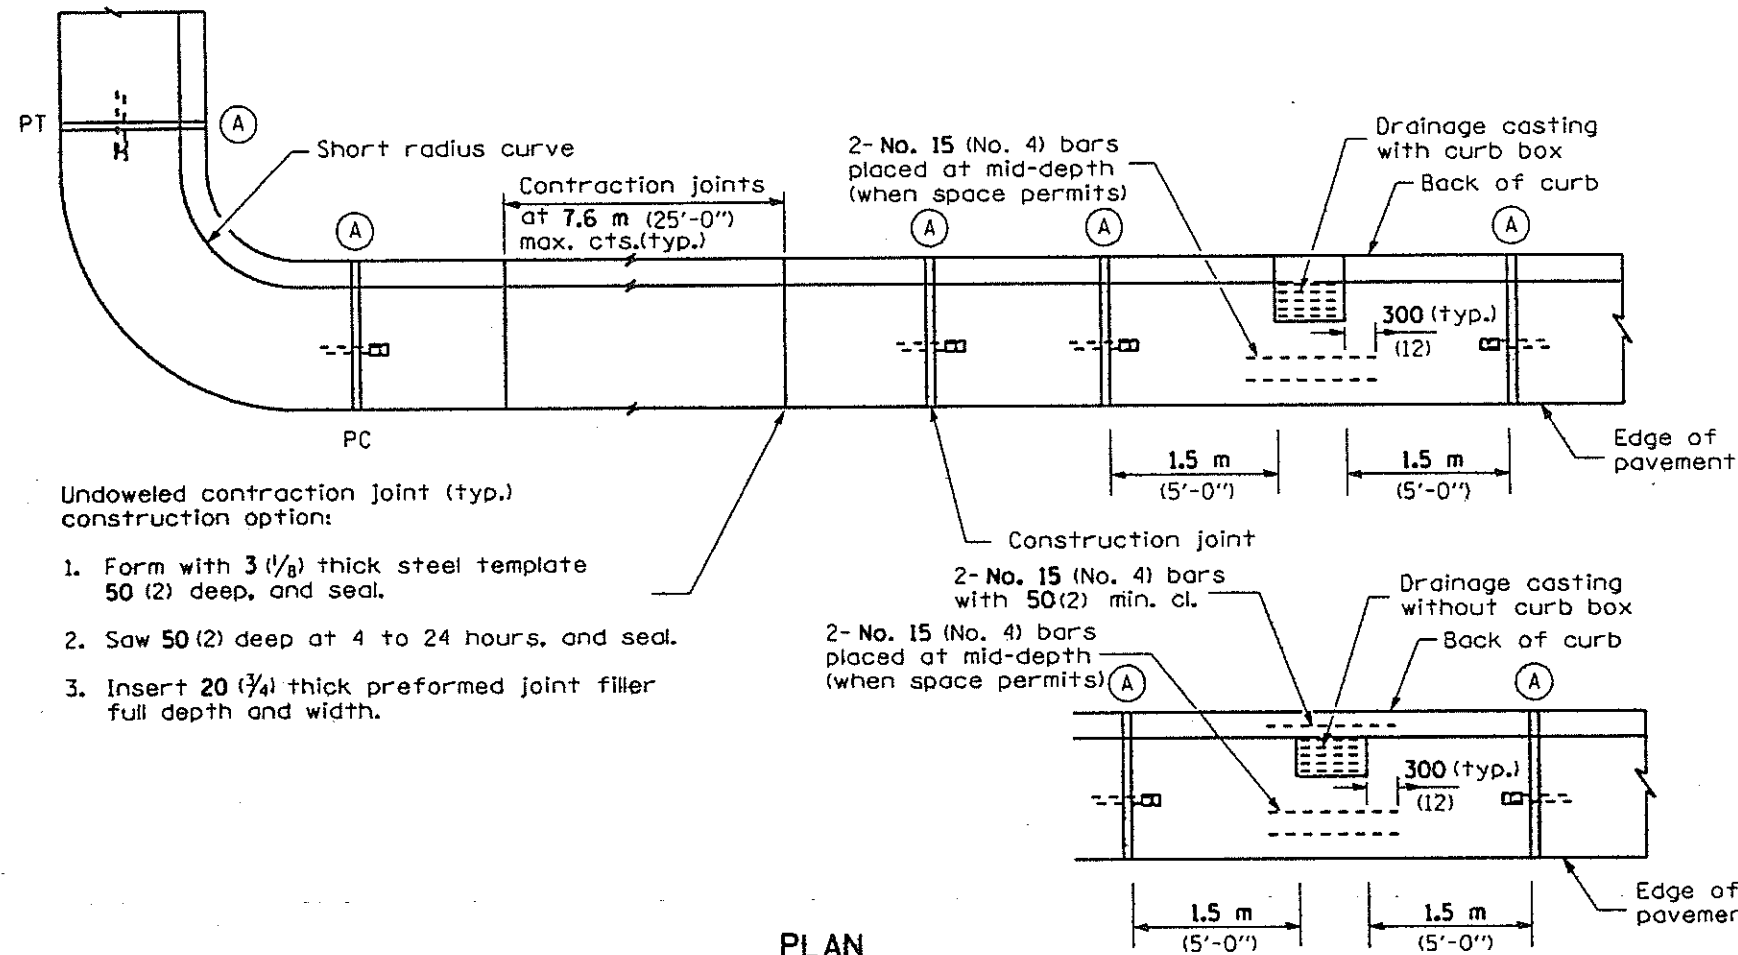 PT
A
Short radius curve
A
Contraction joints
at 7.6 m (25'-0")
max. cts.(typ.)
A
A
2- No. 15 (No. 4) bars
placed at mid-depth
(when space permits)
Drainage casting
with curb box
Back of curb
A
300 (typ.)
(12)
PC
1.5 m
(5'-0")
1.5 m
(5'-0")
Edge of
pavement
Undoweled contraction joint (typ.)
construction option:
1. Form with 3 (1/8) thick steel template
50 (2) deep, and seal.
2. Saw 50 (2) deep at 4 to 24 hours, and seal.
3. Insert 20 (3/4) thick preformed joint filler
full depth and width.
Construction joint
2- No. 15 (No. 4) bars
with 50(2) min. cl.
2- No. 15 (No. 4) bars
placed at mid-depth
(when space permits)
A
Drainage casting
without curb box
Back of curb
A
300 (typ.)
(12)
1.5 m
(5'-0")
1.5 m
(5'-0")
Edge of
pavemer
PLAN